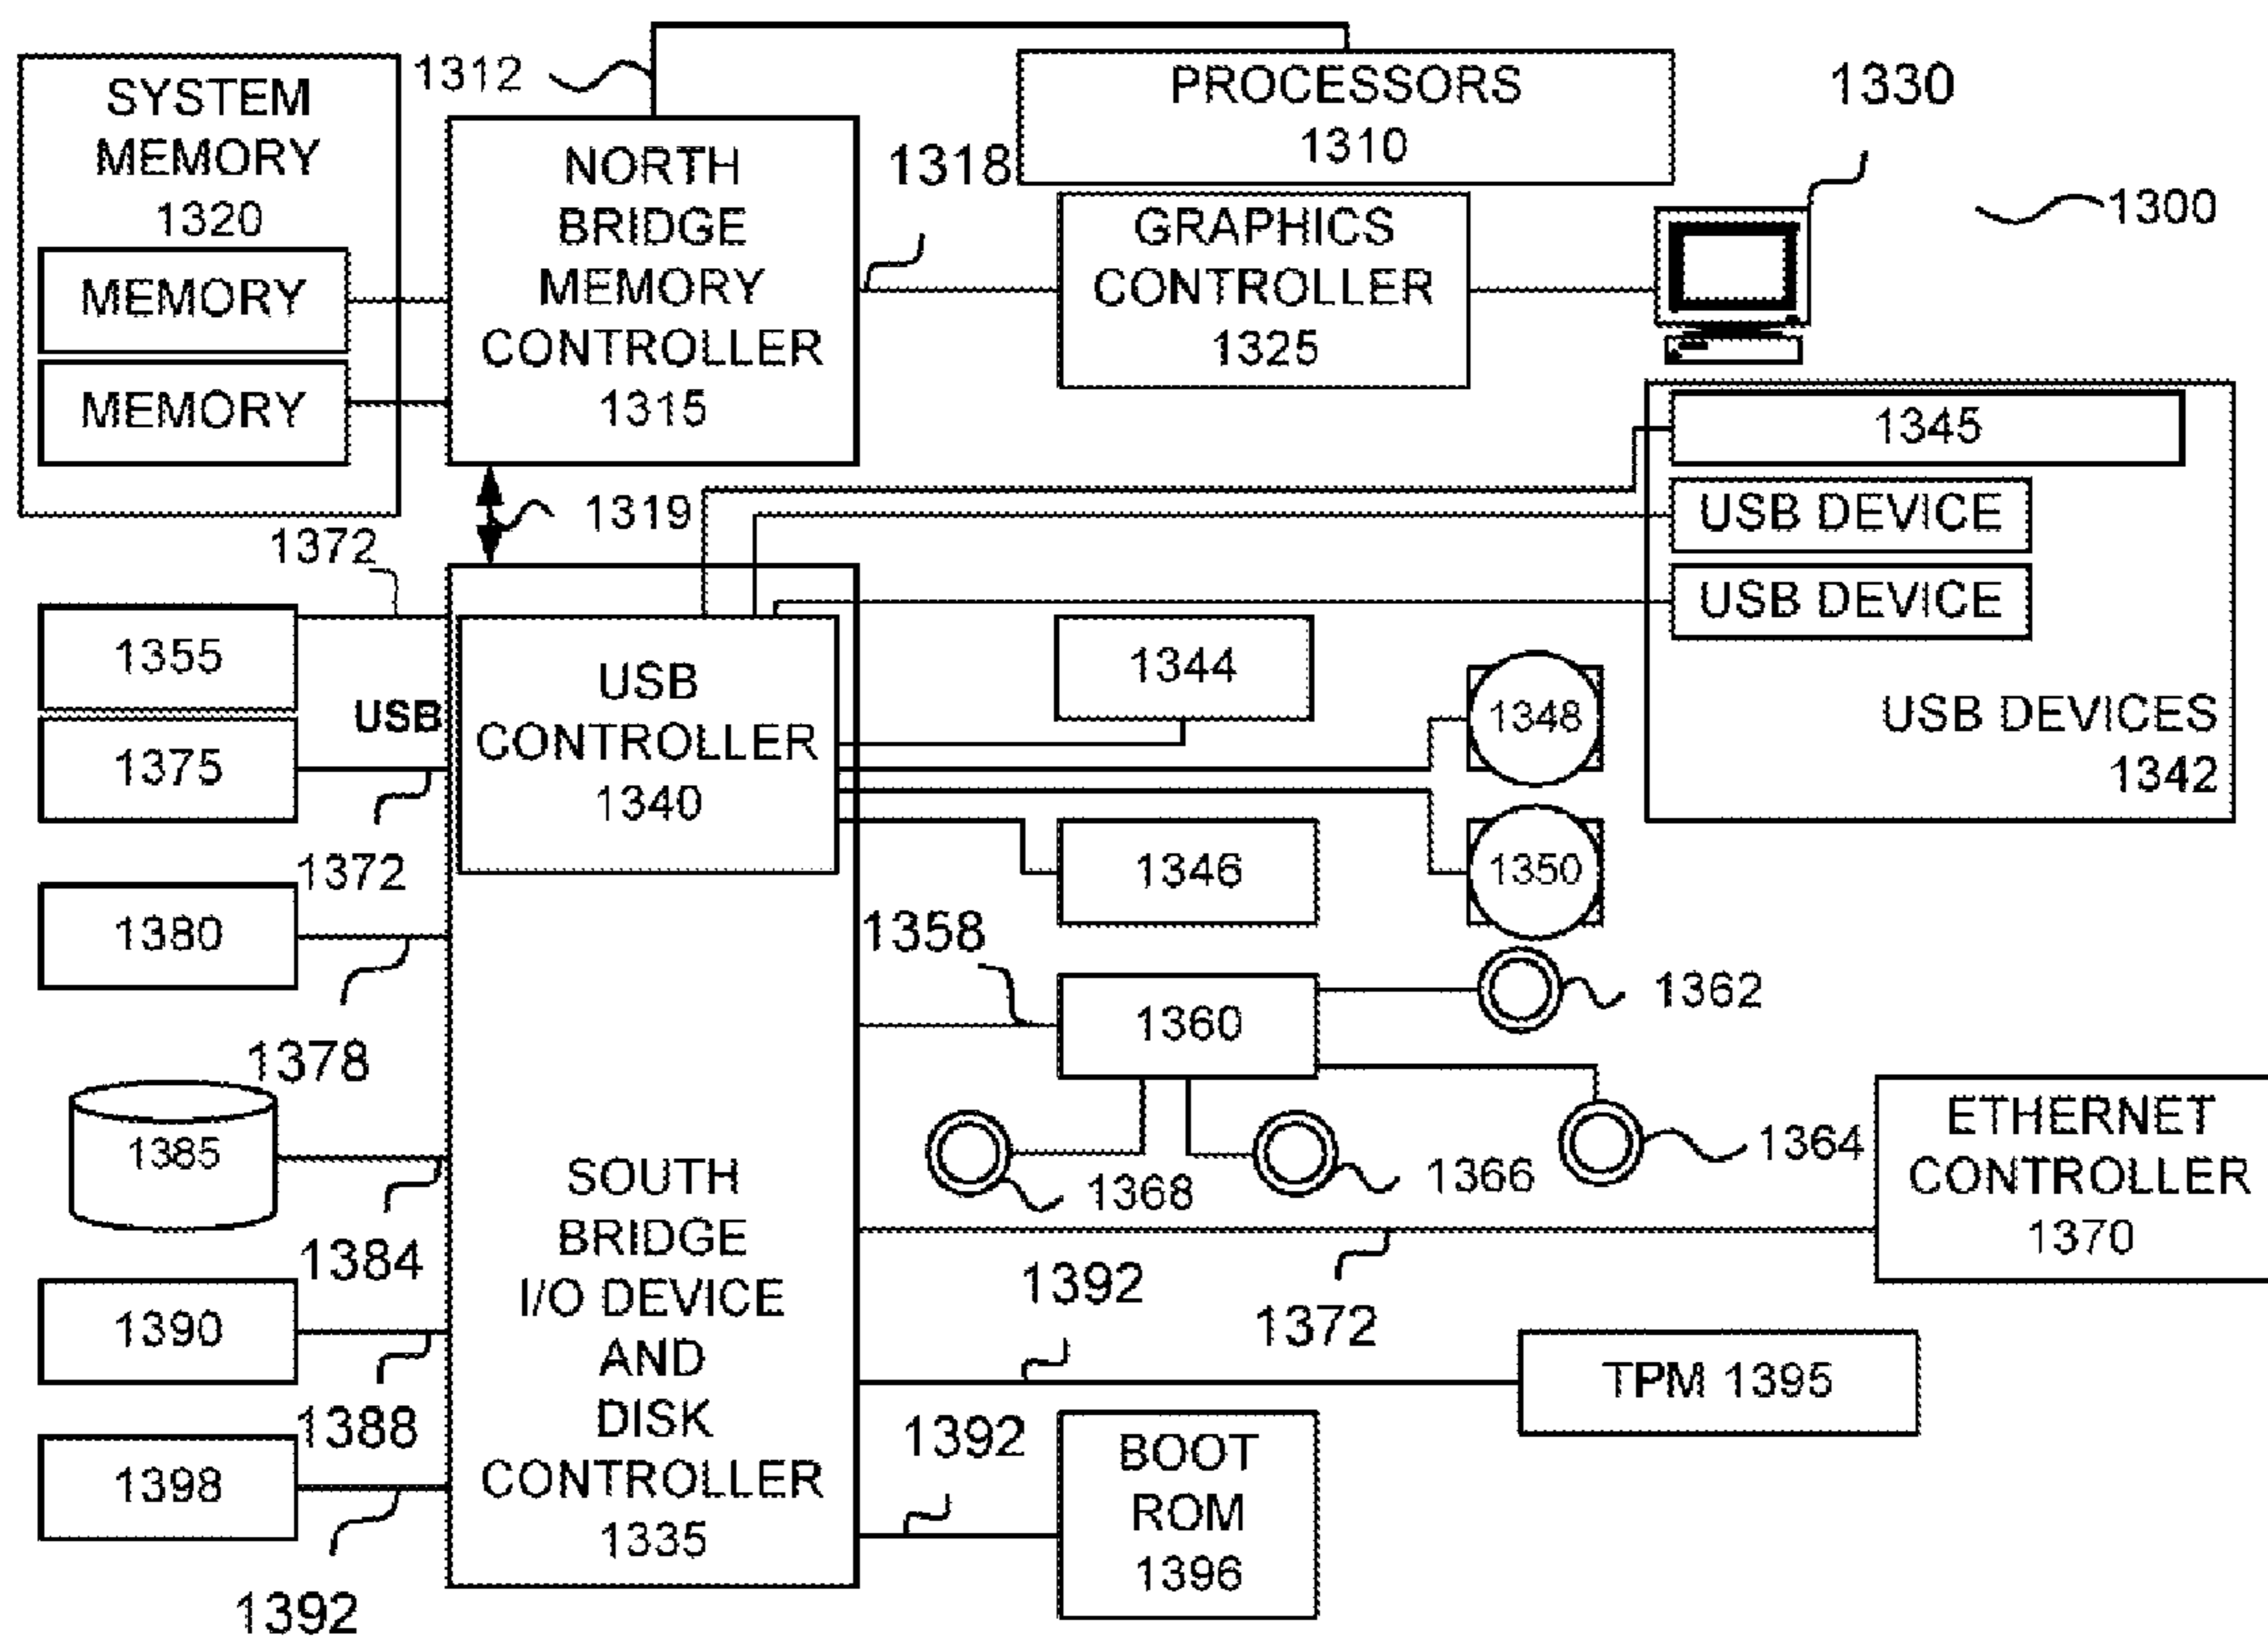 1312
PROCESSORS
1310
1330
SYSTEM
MEMORY
1320
MEMORY
MEMORY
NORTH
BRIDGE
MEMORY
CONTROLLER
1315
1318
GRAPHICS
CONTROLLER
1325
1300
1345
USB DEVICE
USB DEVICE
USB DEVICES
1342
1319
1372
1355
USB
1375
1372
USB
CONTROLLER
1340
1344
1348
1346
1350
1380
1378
1358
1360
1362
1364
1366
1368
1385
1384
SOUTH
BRIDGE
I/O DEVICE
AND
DISK
CONTROLLER
1335
ETHERNET
CONTROLLER
1370
1372
1390
1388
1392
TPM 1395
1398
1392
1392
BOOT
ROM
1396